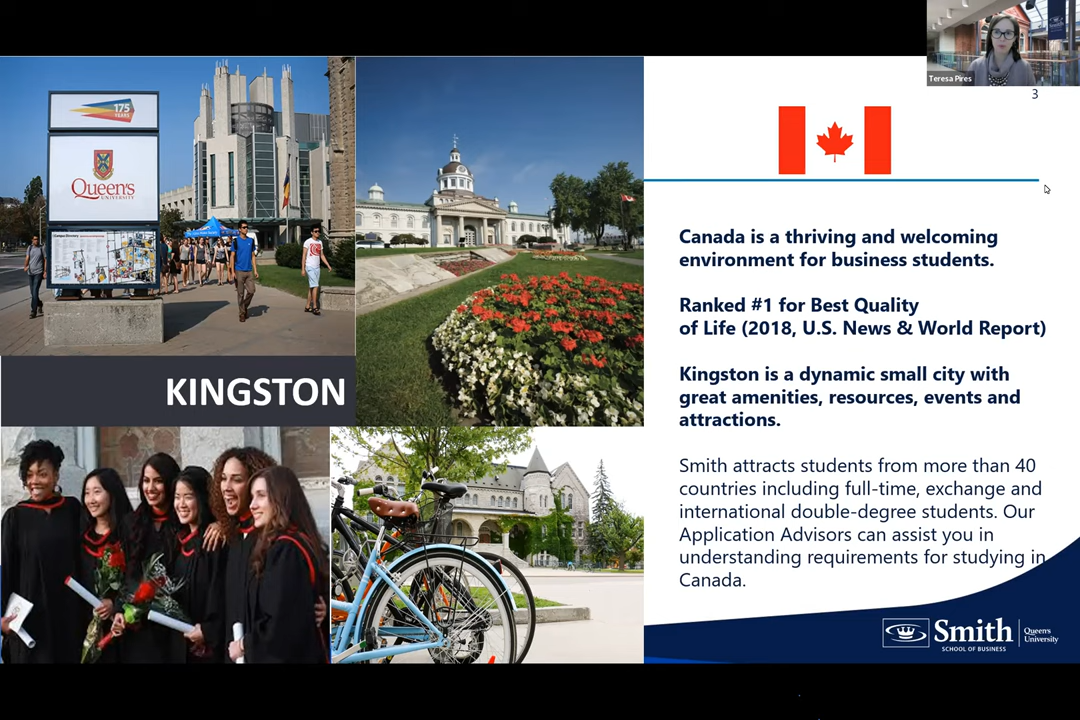 Teresa Pires
3
175
YEARS
Queen's
UNIVERSITY
Campus Directory
KINGSTON
Canada is a thriving and welcoming
environment for business students.
Ranked #1 for Best Quality
of Life (2018, U.S. News & World Report)
Kingston is a dynamic small city with
great amenities, resources, events and
attractions.
Smith attracts students from more than 40
countries including full-time, exchange and
international double-degree students. Our
Application Advisors can assist you in
understanding requirements for studying in
Canada.
Smith
SCHOOL OF BUSINESS
Queen's
University